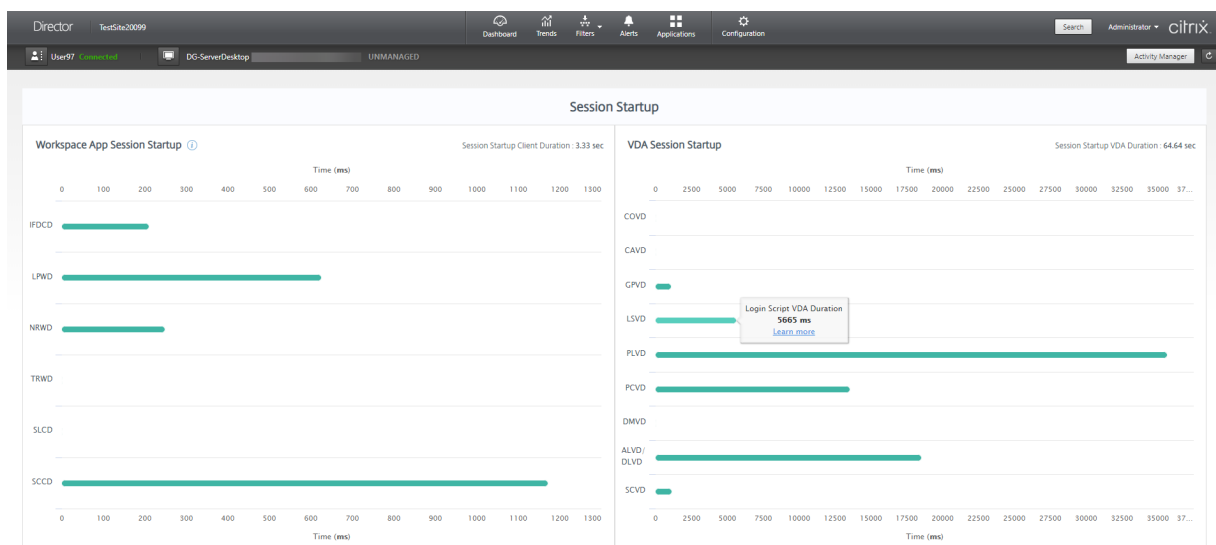 Director TestSite20099 Dashboard Trends Filters Alerts Applications Configuration Search Administrator citrix
User97 Connected DG-ServerDesktop UNMANAGED Activity Manager
Session Startup
Workspace App Session Startup Session Startup Client Duration : 3.33 sec
Time (ms)
0 100 200 300 400 500 600 700 800 900 1000 1100 1200 1300
IFDCD
LPWD
NRWD
TRWD
SLCD
SCCD
0 100 200 300 400 500 600 700 800 900 1000 1100 1200 1300
Time (ms)
VDA Session Startup Session Startup VDA Duration : 64.64 sec
Time (ms)
0 2500 5000 7500 10000 12500 15000 17500 20000 22500 25000 27500 30000 32500 35000 37...
COVD
CAVD
GPVD
LSVD
Login Script VDA Duration
5665 ms
Learn more
PLVD
PCVD
DMVD
ALVD/
DLVD
SCVD
0 2500 5000 7500 10000 12500 15000 17500 20000 22500 25000 27500 30000 32500 35000 37...
Time (ms)